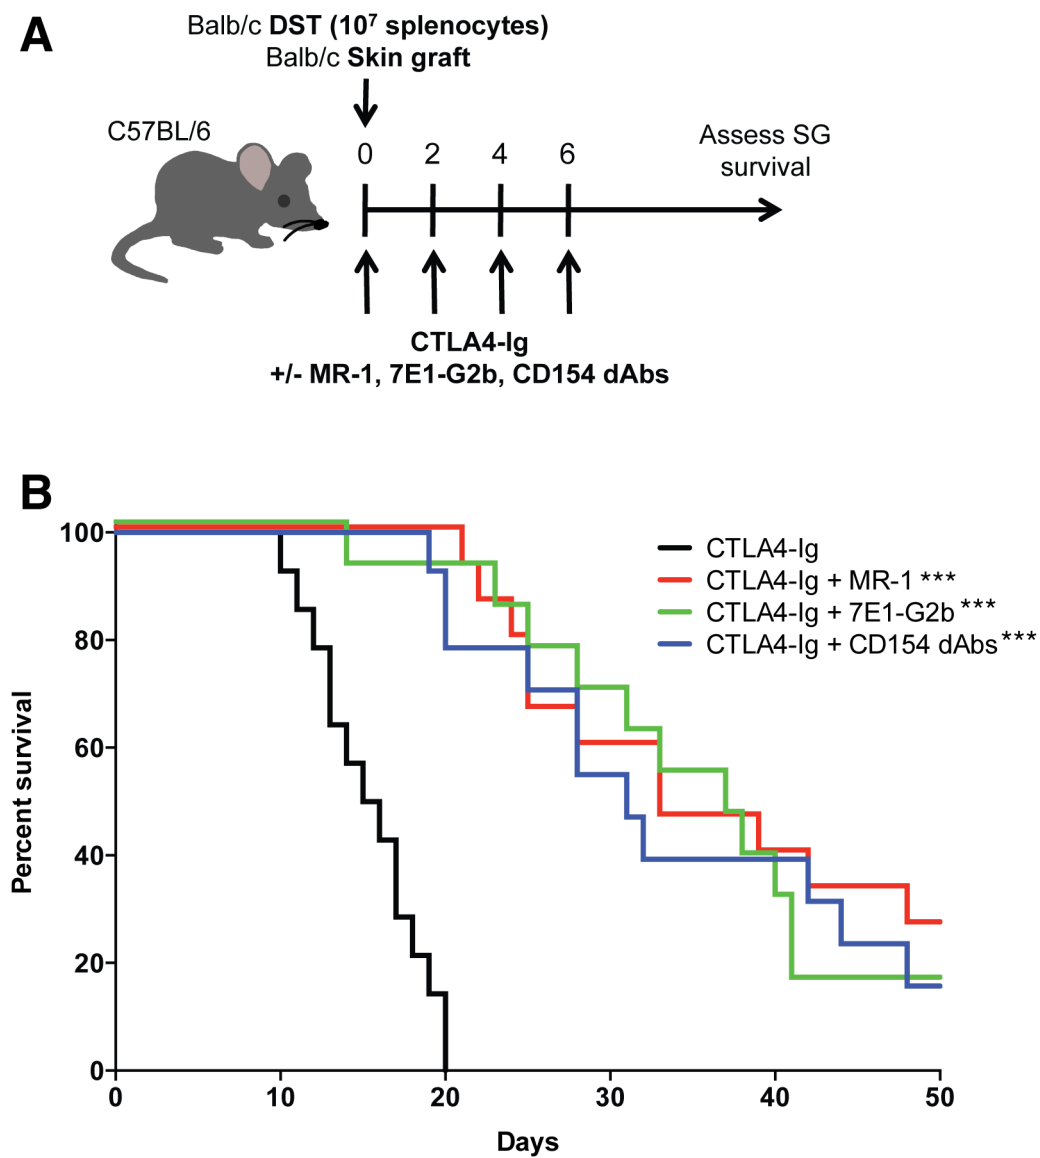 A
Balb/c DST (10⁷ splenocytes)
Balb/c Skin graft
C57BL/6
0 2 4 6
Assess SG
survival
CTLA4-Ig
+/- MR-1, 7E1-G2b, CD154 dAbs
B
CTLA4-Ig
CTLA4-Ig + MR-1 ***
CTLA4-Ig + 7E1-G2b ***
CTLA4-Ig + CD154 dAbs ***
Percent survival
100
80
60
40
20
0
0 10 20 30 40 50
Days